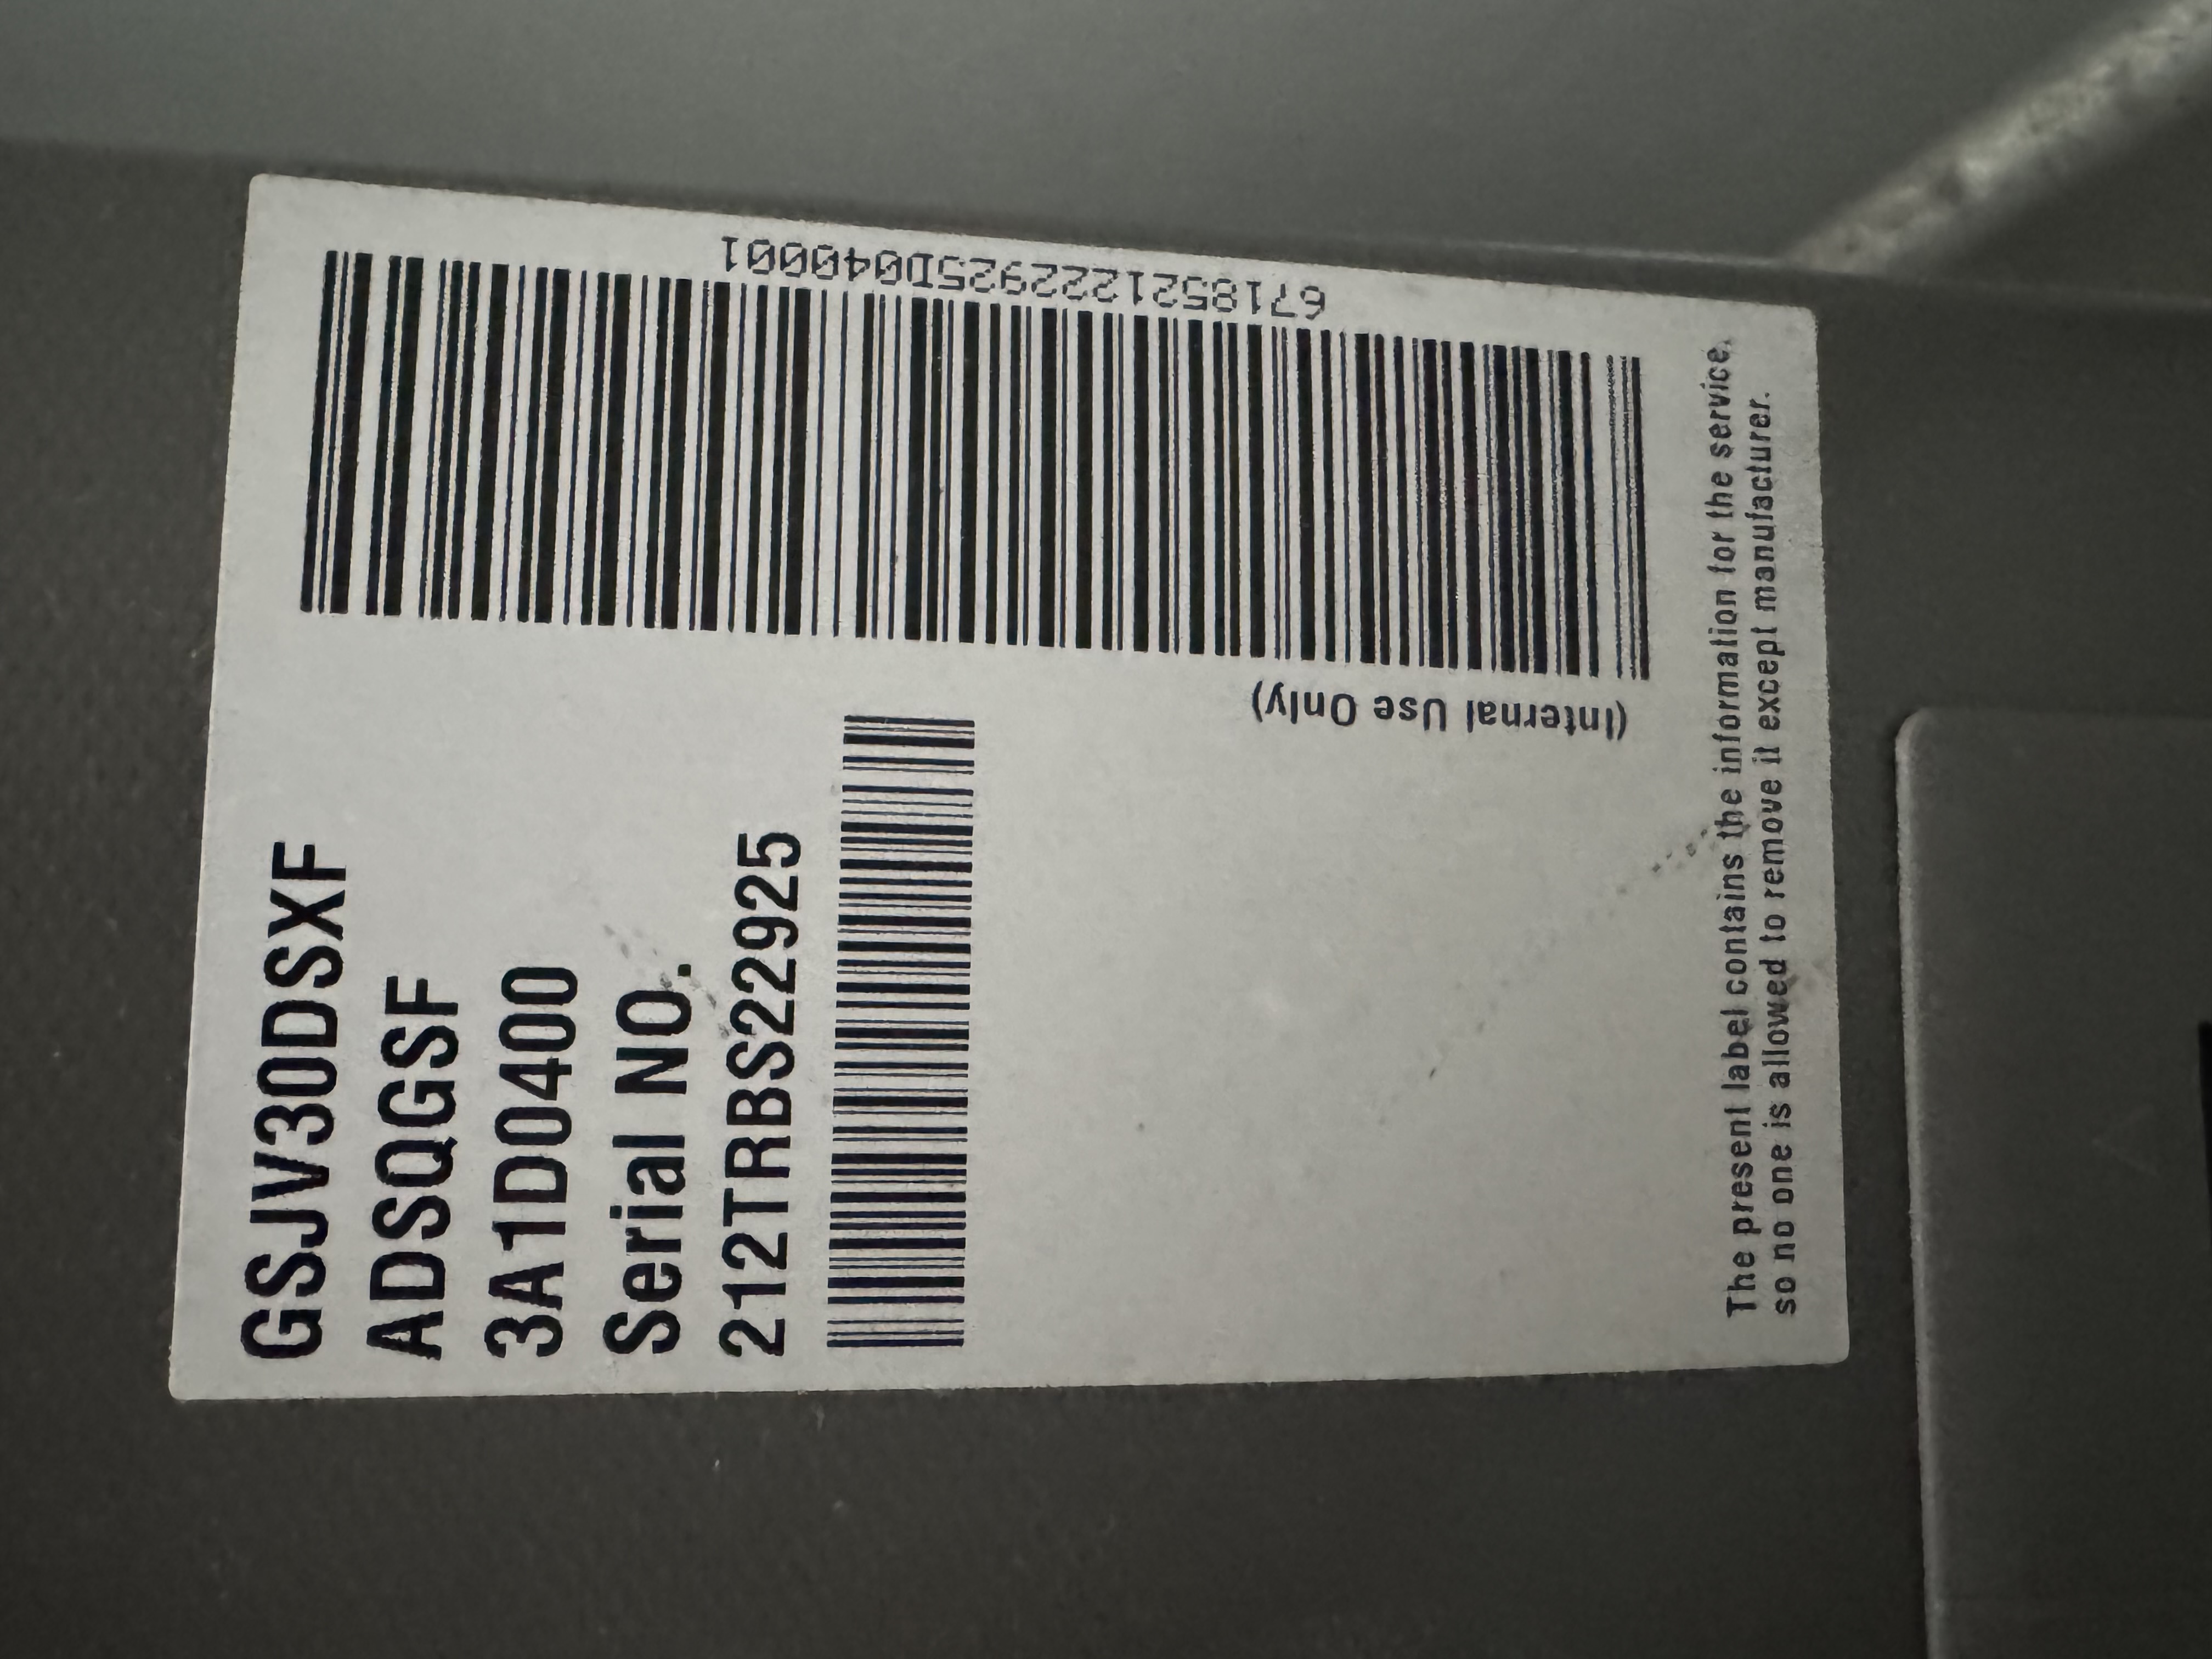 GSJV30DSXF
ADSQGSF
3A1D0400
Serial NO.
212TRBS22925
The present label contains the information for the service,
so no one is allowed to remove it except manufacturer.
(Internal Use Only)
6718521222925D040001